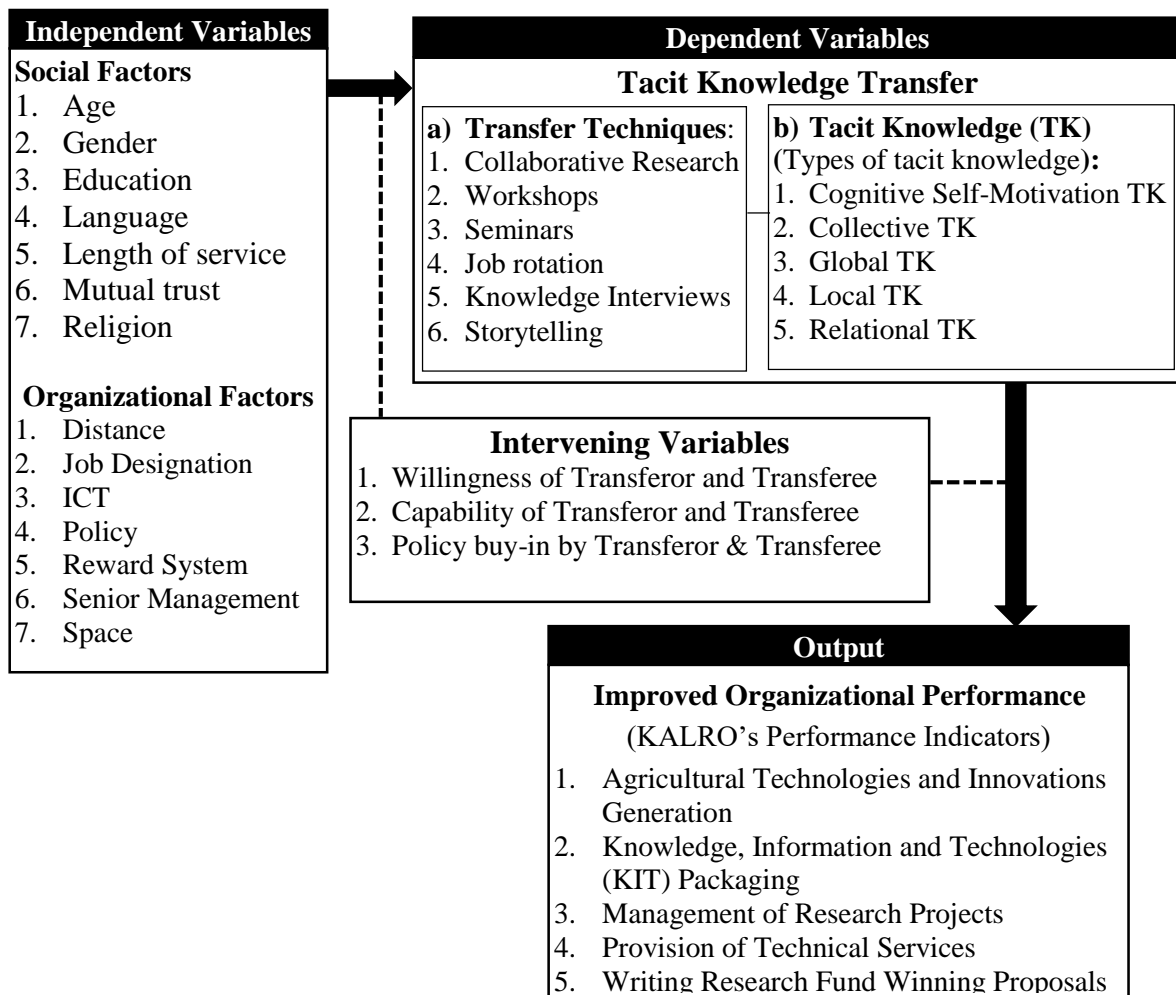 Independent Variables
Social Factors
1. Age
2. Gender
3. Education
4. Language
5. Length of service
6. Mutual trust
7. Religion
Organizational Factors
1. Distance
2. Job Designation
3. ICT
4. Policy
5. Reward System
6. Senior Management
7. Space
Dependent Variables
Tacit Knowledge Transfer
a) Transfer Techniques:
1. Collaborative Research
2. Workshops
3. Seminars
4. Job rotation
5. Knowledge Interviews
6. Storytelling
b) Tacit Knowledge (TK)
(Types of tacit knowledge):
1. Cognitive Self-Motivation TK
2. Collective TK
3. Global TK
4. Local TK
5. Relational TK
Intervening Variables
1. Willingness of Transferor and Transferee
2. Capability of Transferor and Transferee
3. Policy buy-in by Transferor & Transferee
Output
Improved Organizational Performance
(KALRO’s Performance Indicators)
1. Agricultural Technologies and Innovations
Generation
2. Knowledge, Information and Technologies
(KIT) Packaging
3. Management of Research Projects
4. Provision of Technical Services
5. Writing Research Fund Winning Proposals